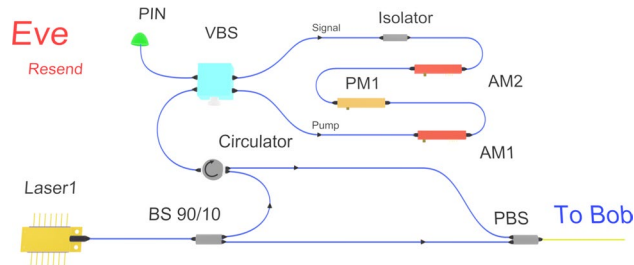 PIN
VBS
Signal
Isolator
Eve
Resend
AM2
PM1
Pump
AM1
Circulator
Laser1
BS 90/10
PBS
To Bob